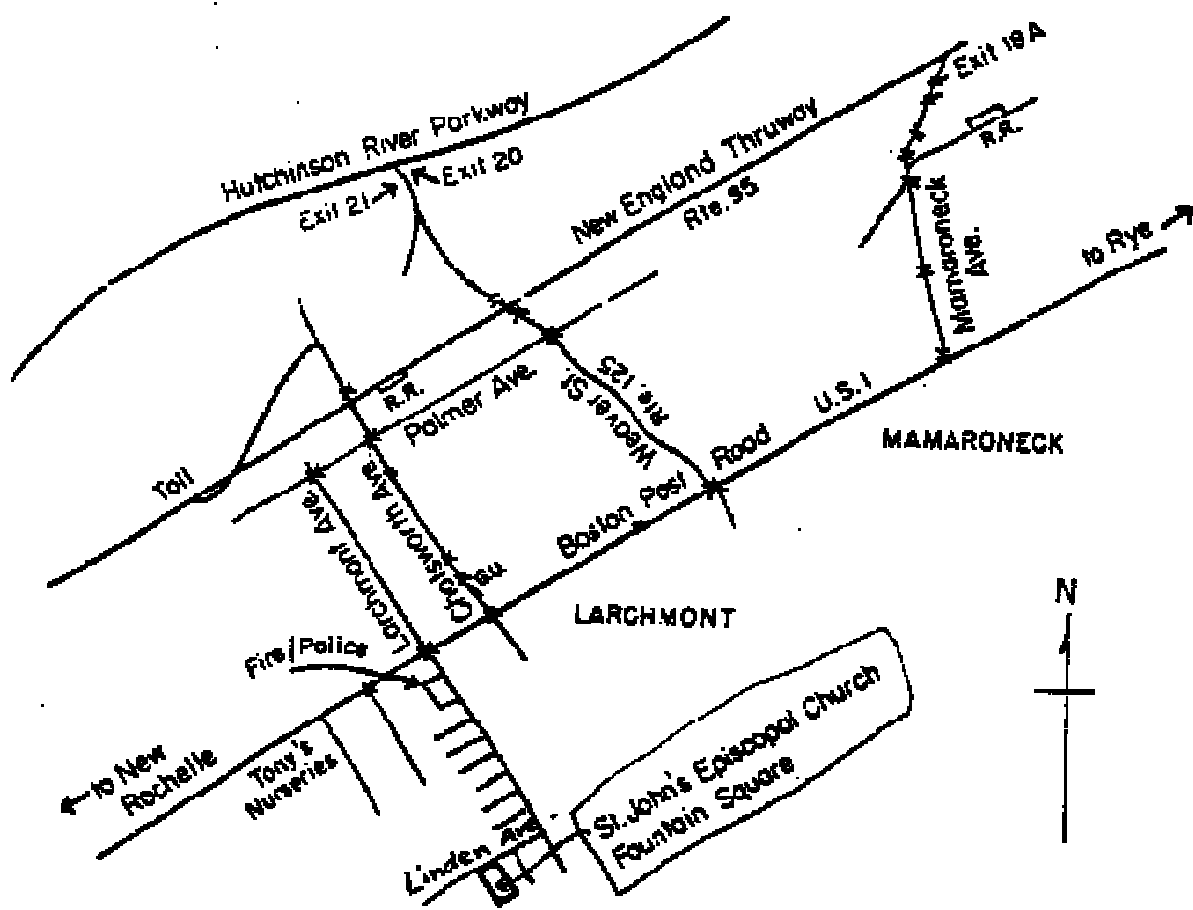 Exit 18A
R.R.
Hutchinson River Parkway
Exit 20
Exit 21
New England Thruway
Rte. 95
Mamaroneck
Ave.
to Rye
R.R.
Palmer Ave.
Weaver St.
Rte. 125
U.S. 1
MAMARONECK
Toll
Boston Post Road
Larchmont Ave.
Chatsworth Ave.
LARCHMONT
N
Fire/Police
to New
Rochelle
Tony's
Nurseries
St. John's Episcopal Church
Fountain Square
Linden Ave